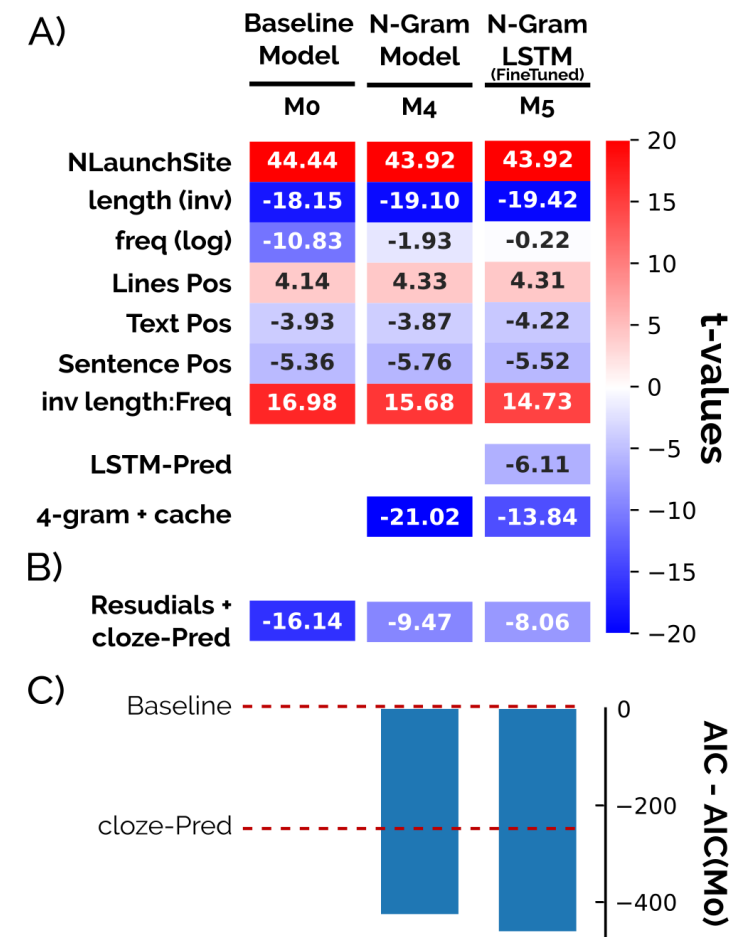 A)
Baseline Model
N-Gram Model
N-Gram LSTM (FineTuned)
M0
M4
M5
NLaunchSite 44.44 43.92 43.92
length (inv) -18.15 -19.10 -19.42
freq (log) -10.83 -1.93 -0.22
Lines Pos 4.14 4.33 4.31
Text Pos -3.93 -3.87 -4.22
Sentence Pos -5.36 -5.76 -5.52
inv length:Freq 16.98 15.68 14.73
LSTM-Pred -6.11
4-gram + cache -21.02 -13.84
20
15
10
5
0
−5
−10
−15
−20
t-values
B)
Resudials +
cloze-Pred
-16.14 -9.47 -8.06
C)
Baseline
cloze-Pred
0
−200
−400
AIC - AIC(M0)